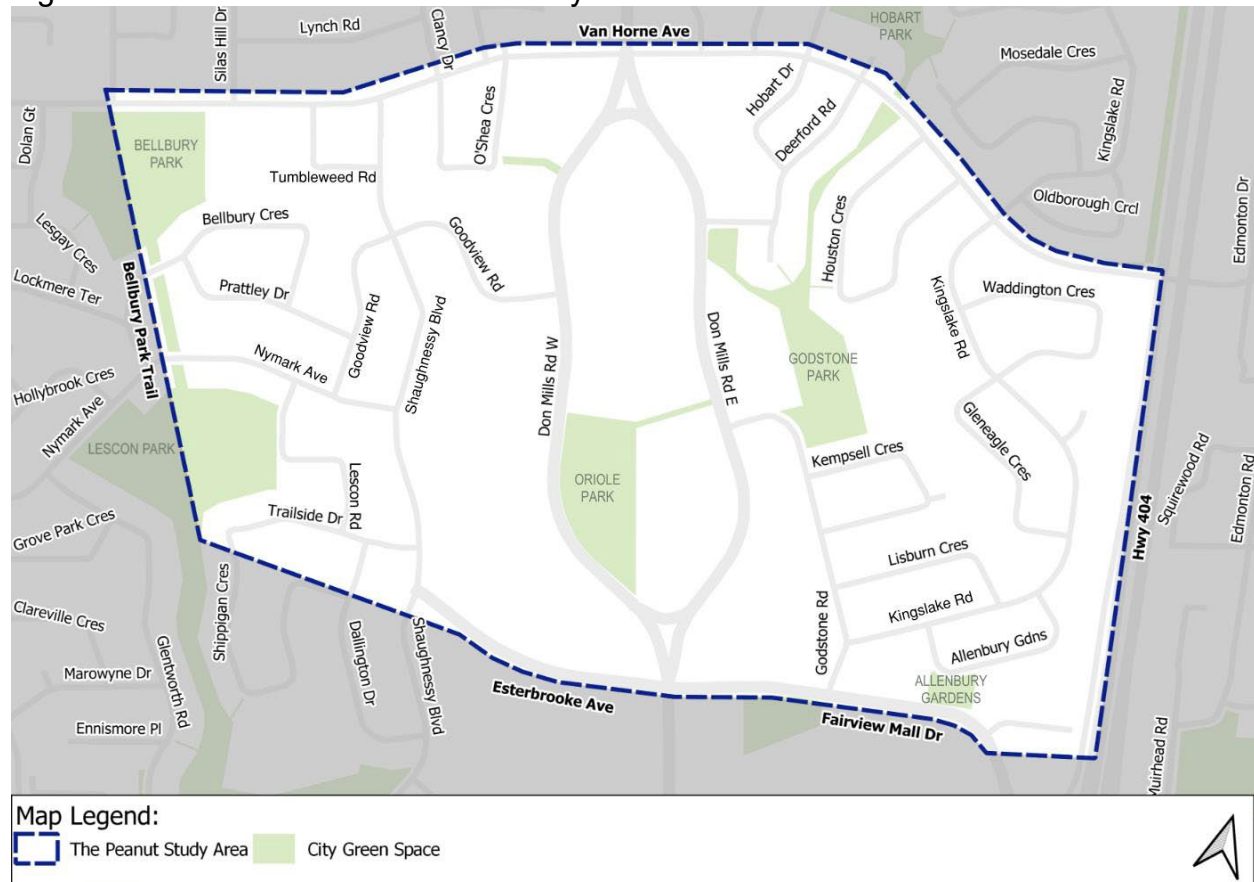 Lynch Rd
Silas Hill Dr
Clancy Dr
Van Horne Ave
HOBART
PARK
Mosedale Cres
Kingslake Rd
Dolan Gt
BELLBURY
PARK
O'Shea Cres
Hobart Dr
Deerford Rd
Tumbleweed Rd
Oldborough Crcl
Edmonton Dr
Lesgay Cres
Bellbury Cres
Goodview Rd
Houston Cres
Lockmere Ter
Bellbury Park Trail
Prattley Dr
Goodview Rd
Shaughnessy Blvd
Kingslake Rd
Waddington Cres
Nymark Ave
Don Mills Rd W
Don Mills Rd E
GODSTONE
PARK
Hollybrook Cres
Nymark Ave
Gleneagle Cres
LESCON PARK
Lescon Rd
ORIOLE
PARK
Kempsell Cres
Squirewood Rd
Hwy 404
Edmonton Rd
Grove Park Cres
Trailside Dr
Lisburn Cres
Shippigan Cres
Godstone Rd
Kingslake Rd
Clareville Cres
Dallington Dr
Shaughnessy Blvd
Allenbury Gdns
Glentworth Rd
Marowyne Dr
Esterbrooke Ave
ALLENBURY
GARDENS
Ennismore Pl
Fairview Mall Dr
Muirhead Rd
Map Legend:
The Peanut Study Area
City Green Space